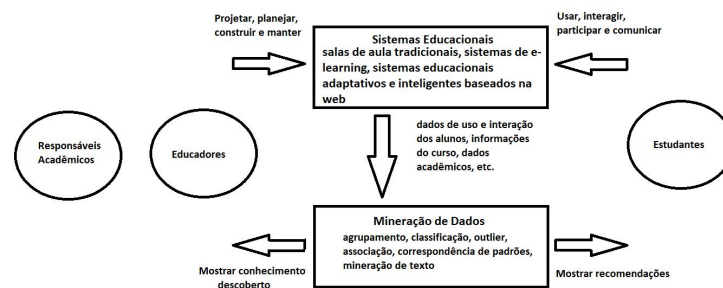 Projetar, planejar,
construir e manter
Sistemas Educacionais
salas de aula tradicionais, sistemas de e-
learning, sistemas educacionais
adaptativos e inteligentes baseados na
web
Usar, interagir,
participar e comunicar
Responsáveis
Acadêmicos
Educadores
dados de uso e interação
dos alunos, informações
do curso, dados
acadêmicos, etc.
Estudantes
Mineração de Dados
agrupamento, classificação, outlier,
associação, correspondência de padrões,
mineração de texto
Mostrar conhecimento
descoberto
Mostrar recomendações